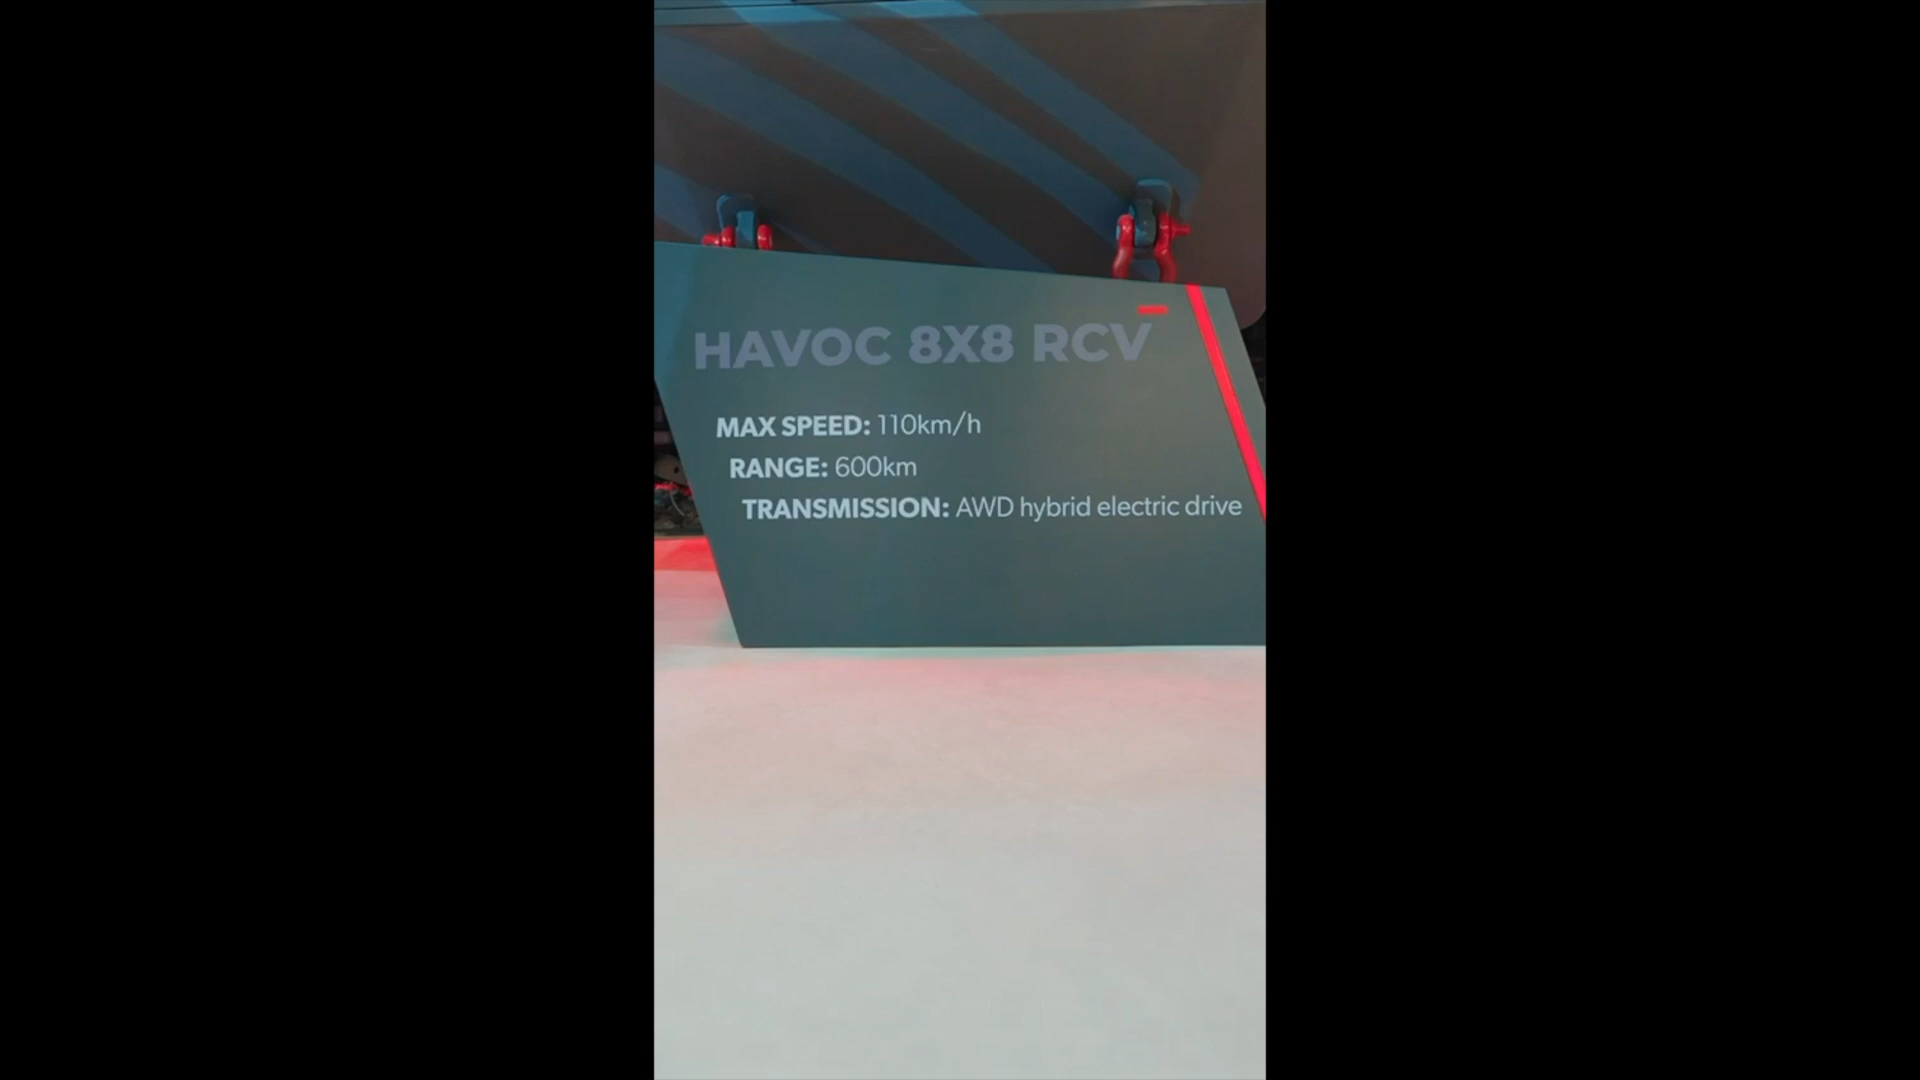 HAVOC 8X8 RCV
MAX SPEED: 110km/h
RANGE: 600km
TRANSMISSION: AWD hybrid electric drive